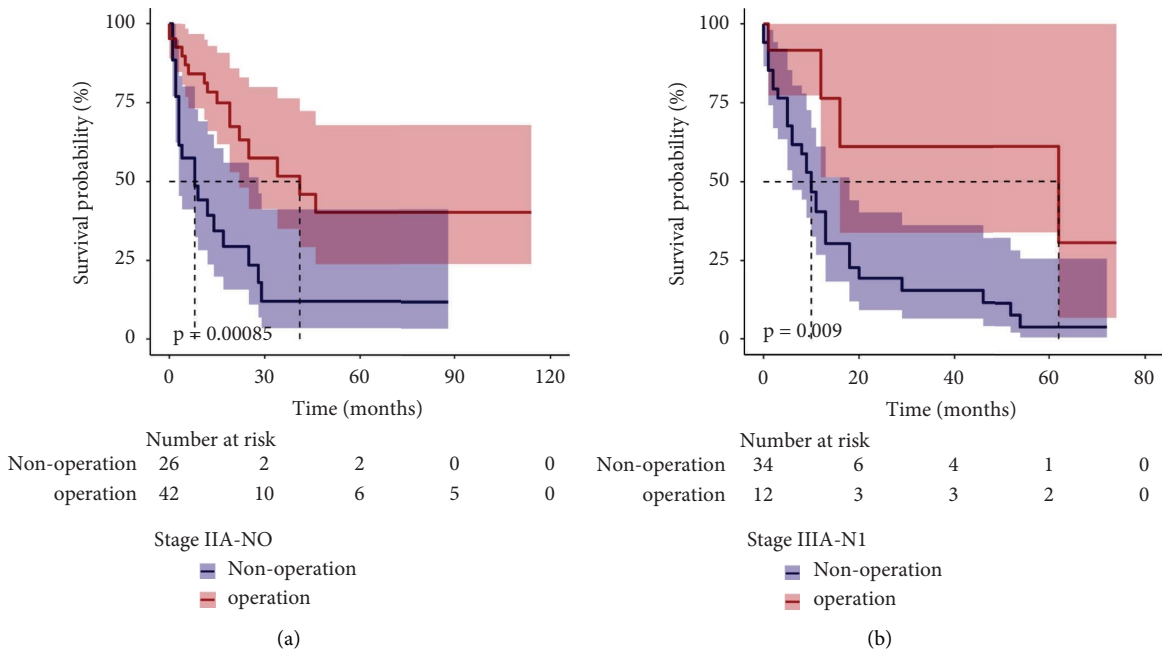 100
75
50
25
0
Survival probability (%)
p = 0.00085
0 30 60 90 120
Time (months)
Number at risk
Non-operation 26 2 2 0 0
operation 42 10 6 5 0
Stage IIA-NO
Non-operation
operation
(a)
100
75
50
25
0
Survival probability (%)
p = 0.009
0 20 40 60 80
Time (months)
Number at risk
Non-operation 34 6 4 1 0
operation 12 3 3 2 0
Stage IIIA-N1
Non-operation
operation
(b)